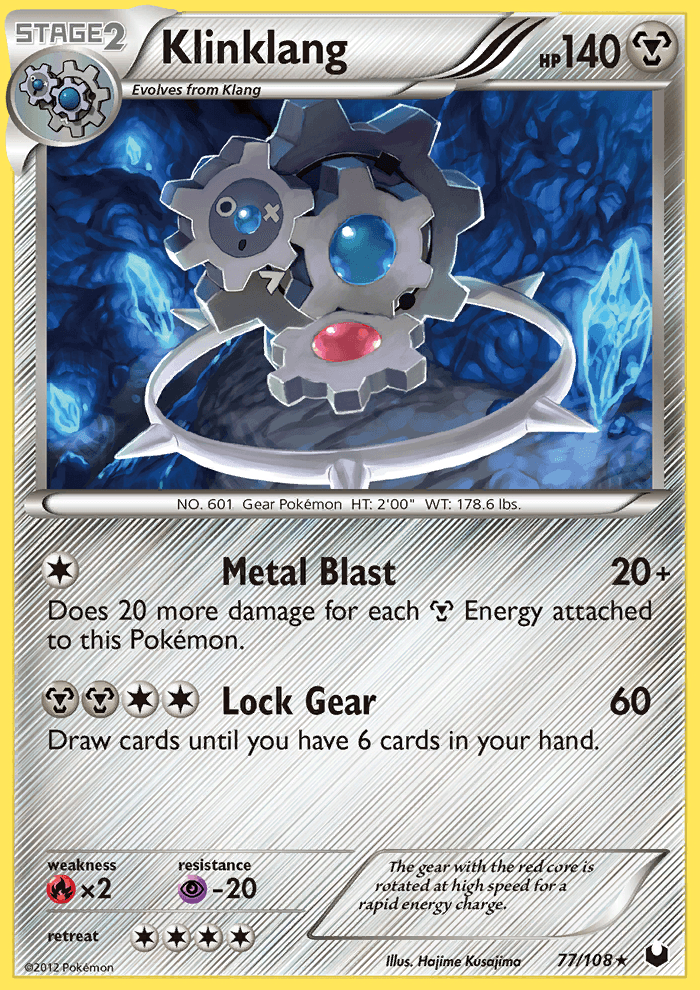 STAGE2
Klinklang
HP140
Evolves from Klang
NO. 601 Gear Pokémon HT: 2'00" WT: 178.6 lbs.
Metal Blast 20+
Does 20 more damage for each Energy attached
to this Pokémon.
Lock Gear 60
Draw cards until you have 6 cards in your hand.
weakness
×2
resistance
-20
retreat
The gear with the red core is
rotated at high speed for a
rapid energy charge.
©2012 Pokémon
Illus. Hajime Kusajima
77/108★